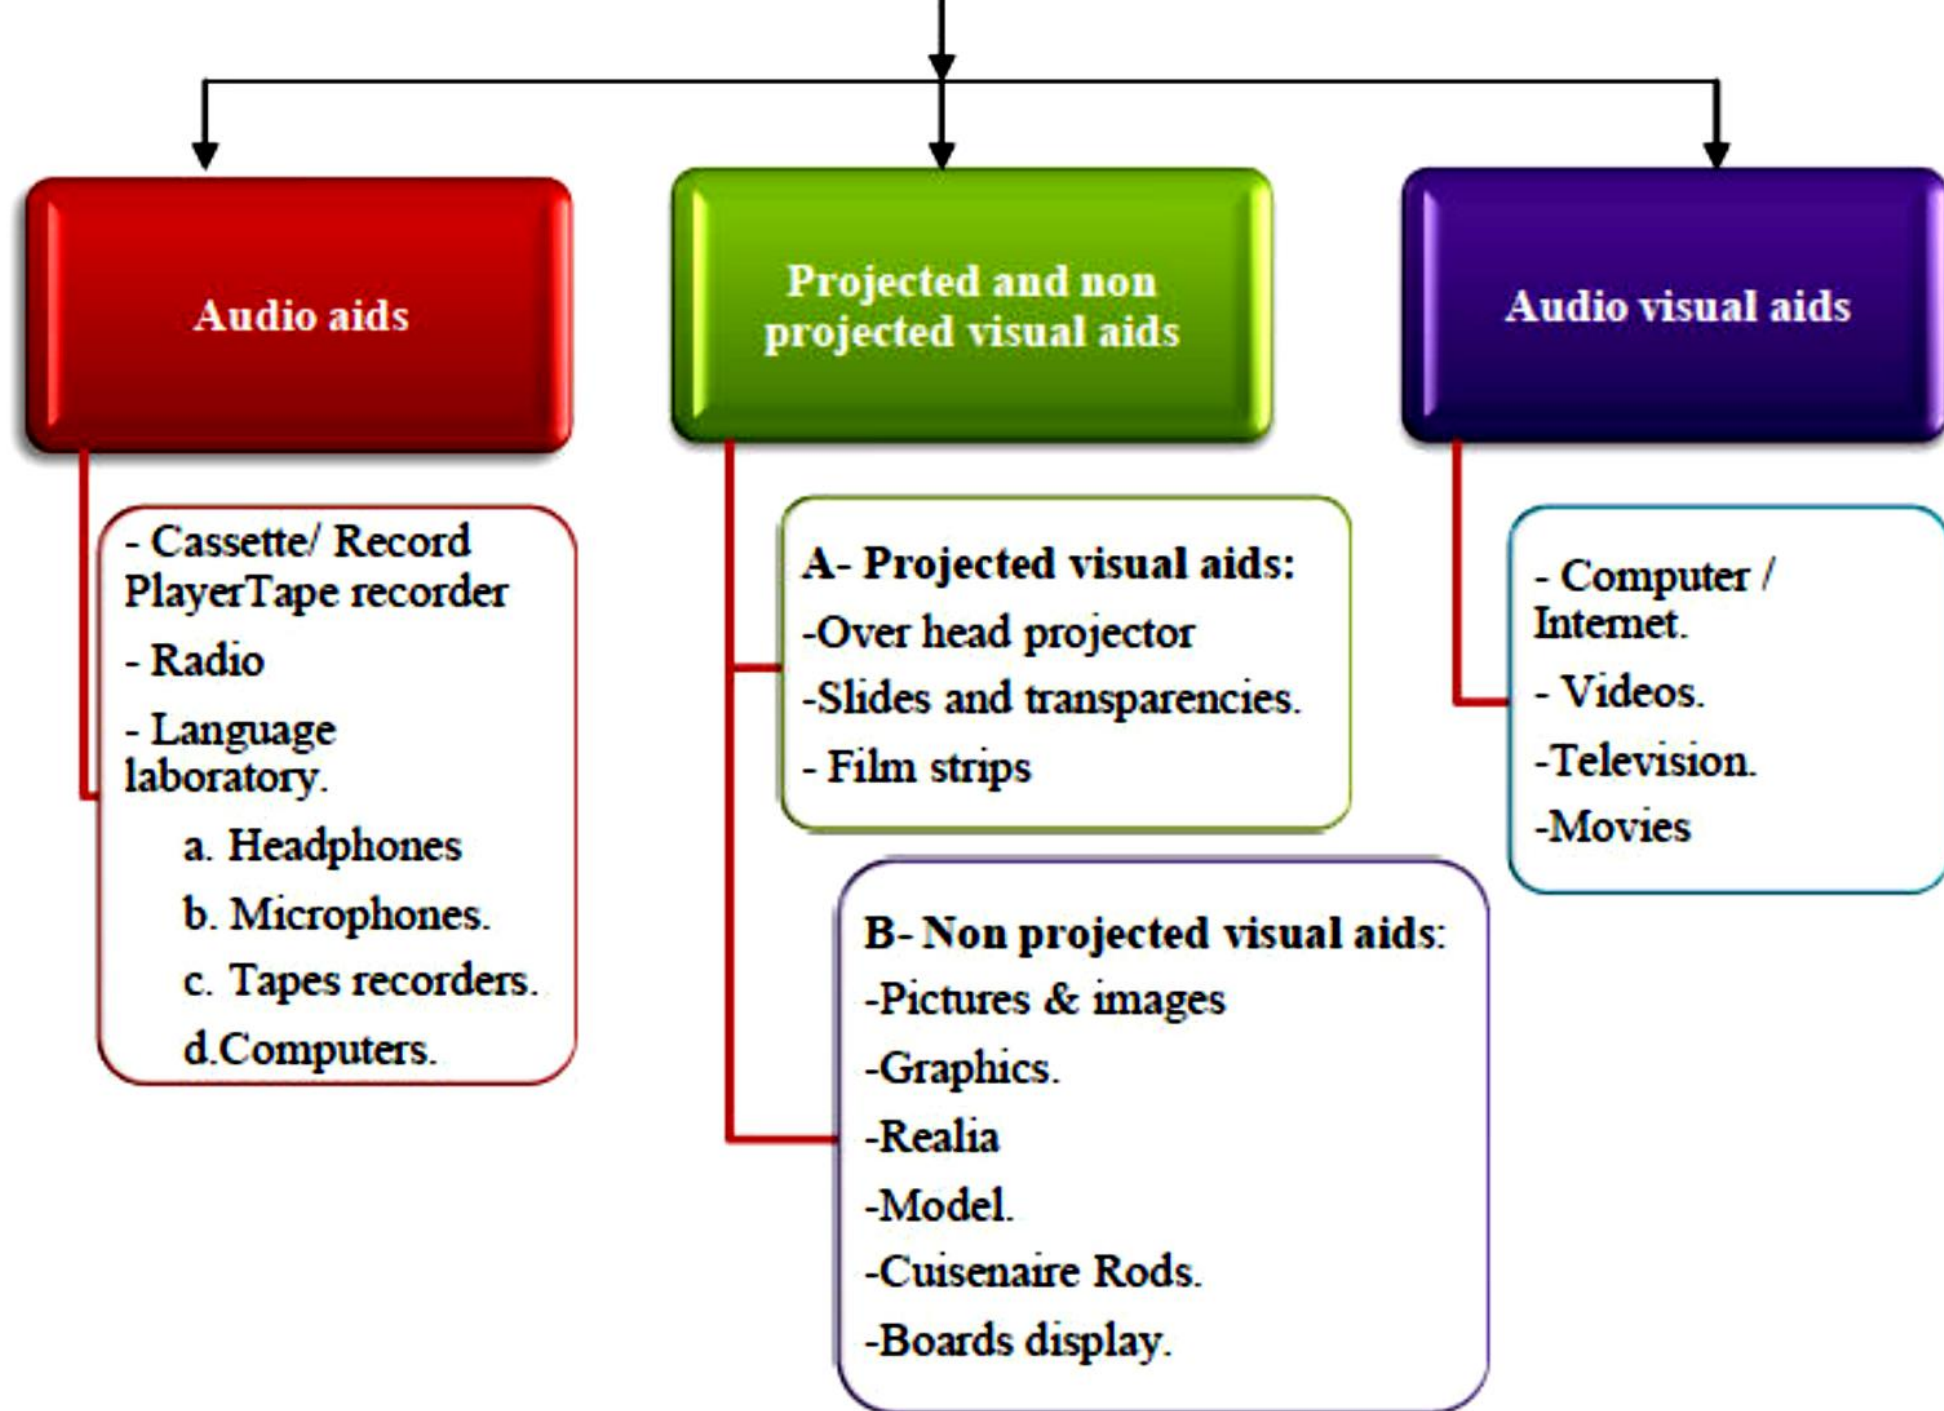 Audio aids
- Cassette/ Record
PlayerTape recorder
- Radio
- Language
laboratory.
a. Headphones
b. Microphones.
c. Tapes recorders.
d.Computers.
Projected and non
projected visual aids
A- Projected visual aids:
-Over head projector
-Slides and transparencies.
- Film strips
B- Non projected visual aids:
-Pictures & images
-Graphics.
-Realia
-Model.
-Cuisenaire Rods.
-Boards display.
Audio visual aids
- Computer /
Internet.
- Videos.
-Television.
-Movies